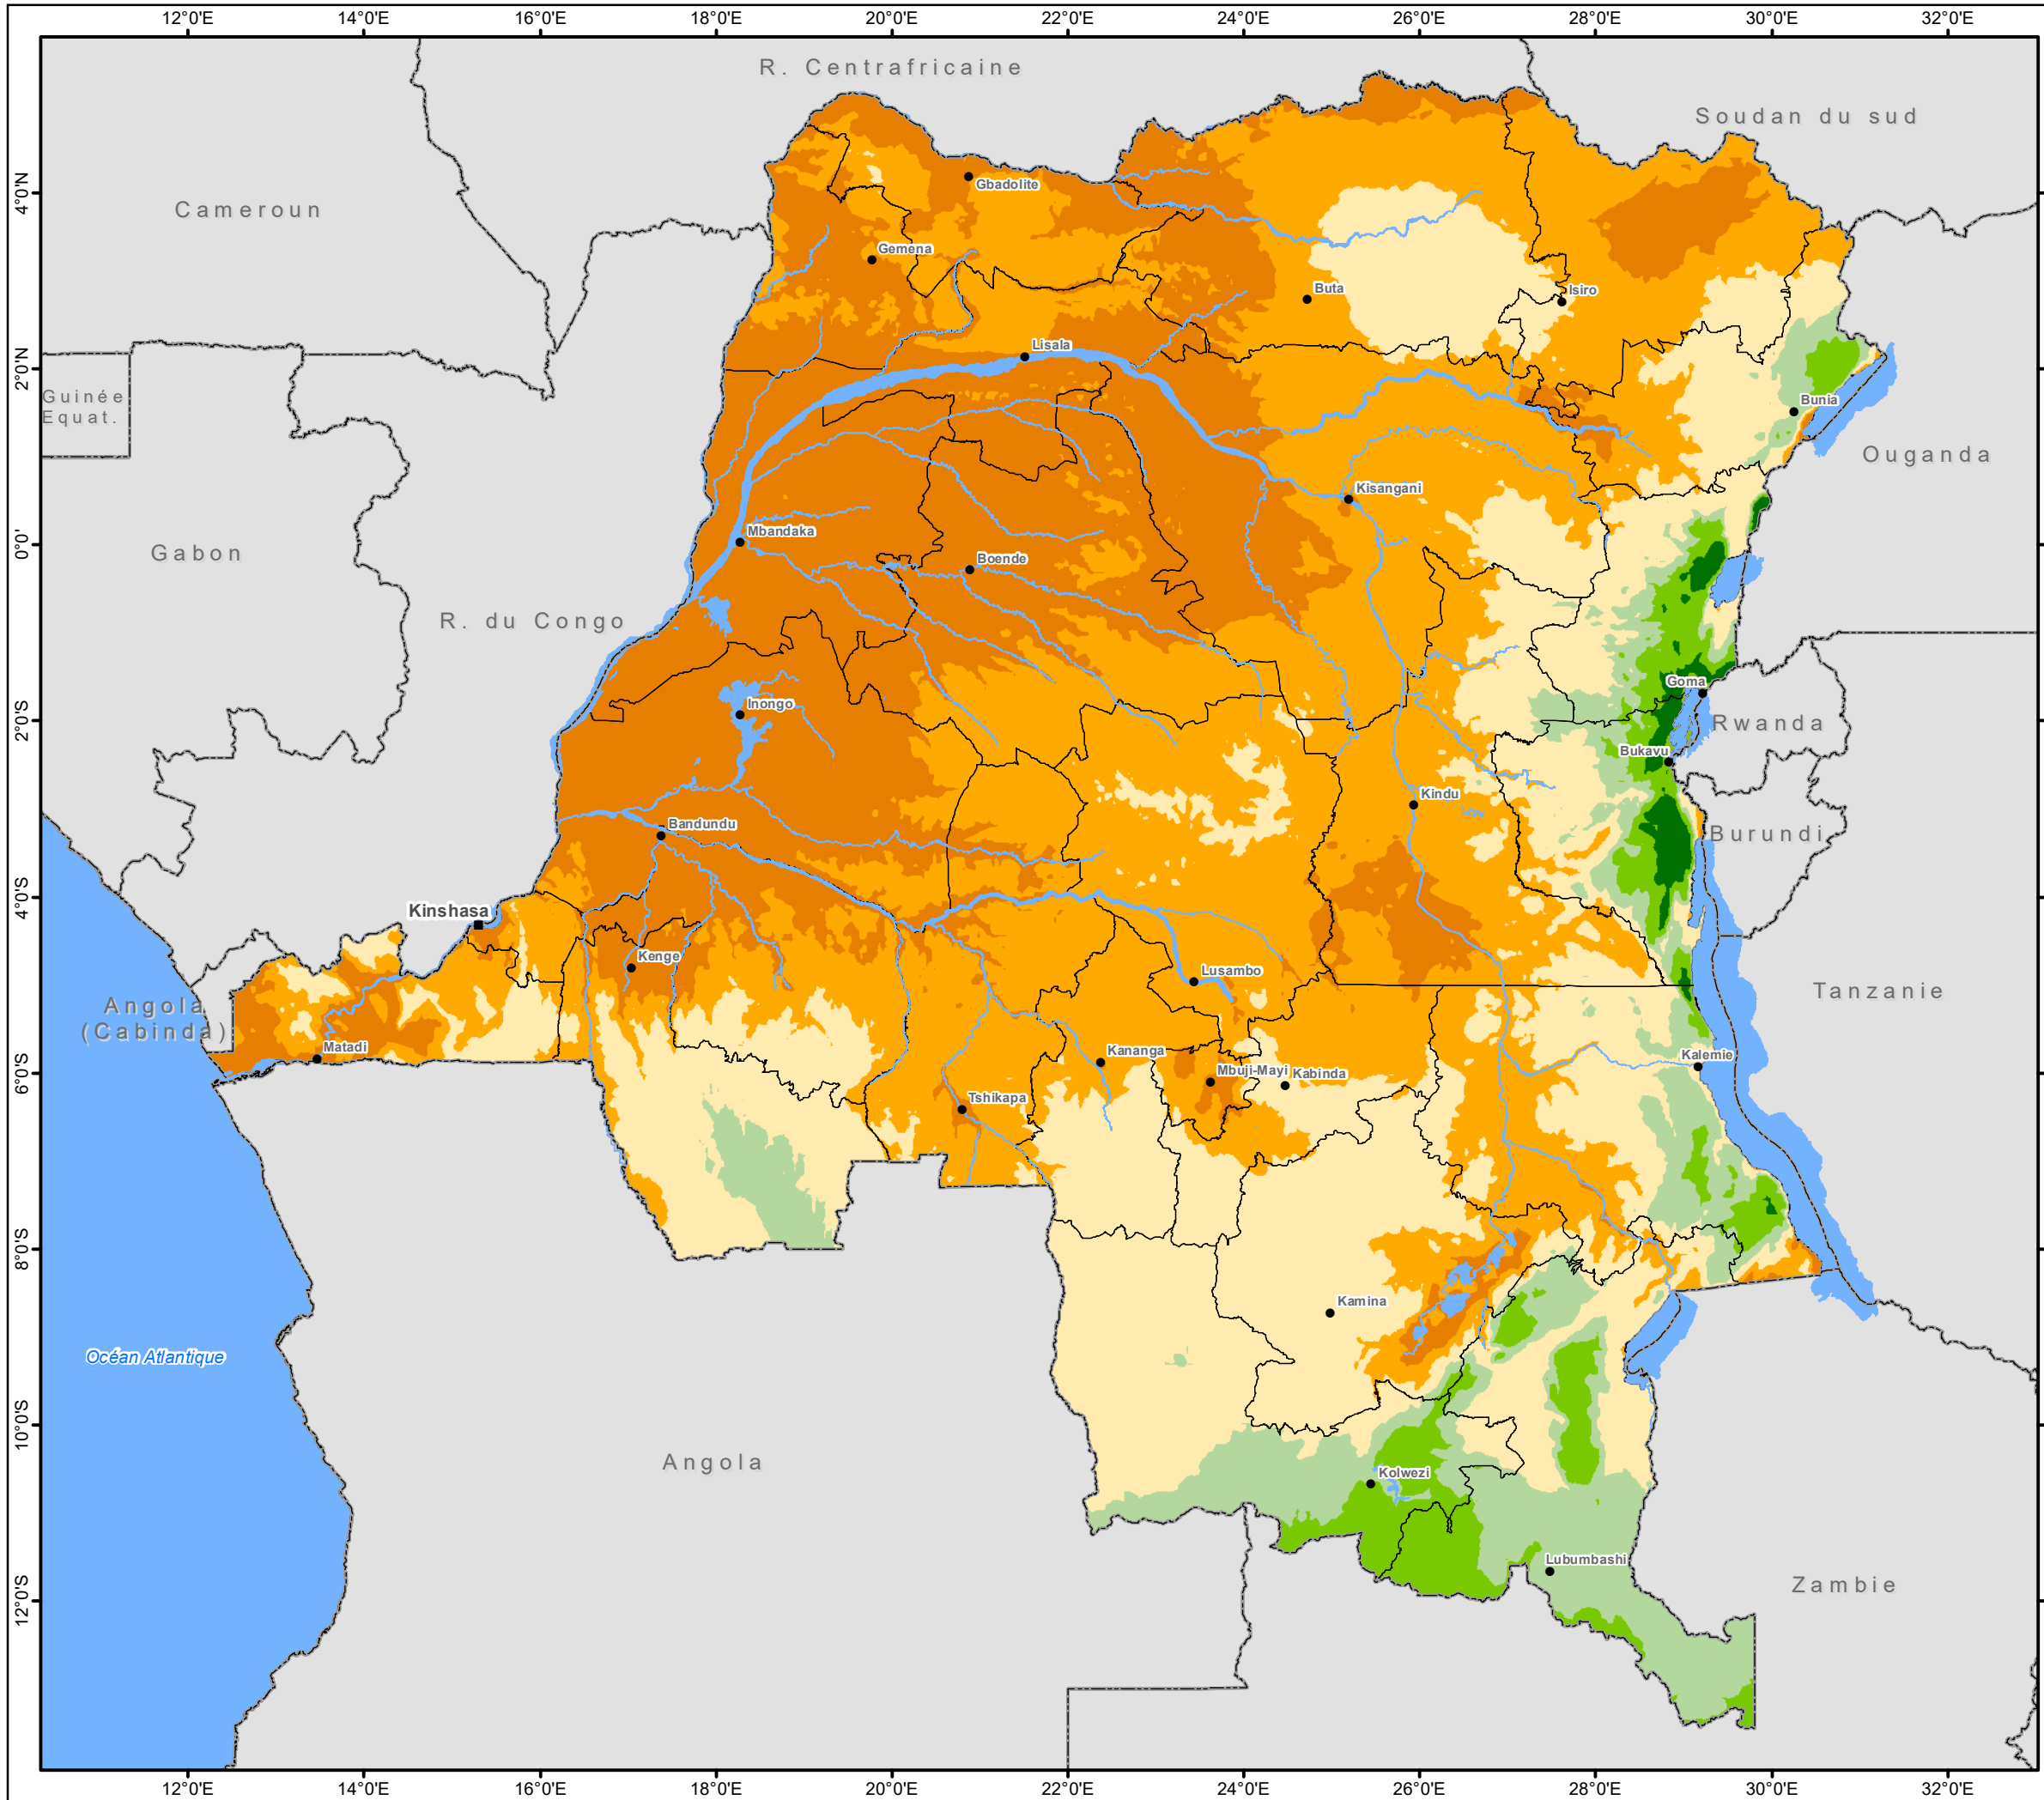 12°0'E 14°0'E 16°0'E 18°0'E 20°0'E 22°0'E 24°0'E 26°0'E 28°0'E 30°0'E 32°0'E
R. Centrafricaine
Soudan du sud
4°0'N
Gbadolite
Cameroun
Gemena
Buta
Isiro
Lisala
2°0'N
Guinée
Equat.
Bunia
Ouganda
Kisangani
Mbandaka
0°0'
Gabon
Boende
R. du Congo
Goma
Inongo
2°0'S
Rwanda
Bukavu
Kindu
Bandundu
Burundi
4°0'S
Kinshasa
Kenge
Lusambo
Tanzanie
Angola
(Cabinda)
Matadi
Kananga
Kalemie
6°0'S
Mbuji-Mayi
Kabinda
Tshikapa
8°0'S
Kamina
Océan Atlantique
10°0'S
Angola
Kolwezi
Lubumbashi
Zambie
12°0'S
12°0'E 14°0'E 16°0'E 18°0'E 20°0'E 22°0'E 24°0'E 26°0'E 28°0'E 30°0'E 32°0'E